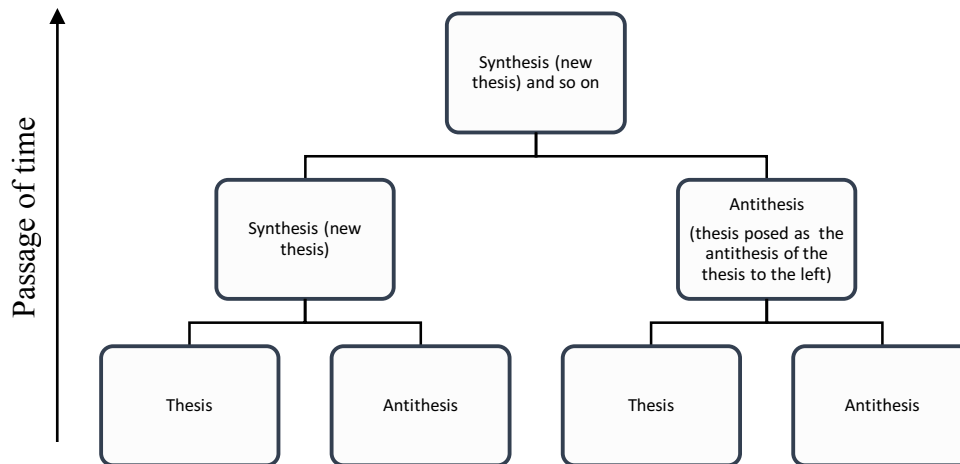 Synthesis (new
thesis) and so on
Passage of time
Synthesis (new
thesis)
Antithesis
(thesis posed as the
antithesis of the
thesis to the left)
Thesis
Antithesis
Thesis
Antithesis